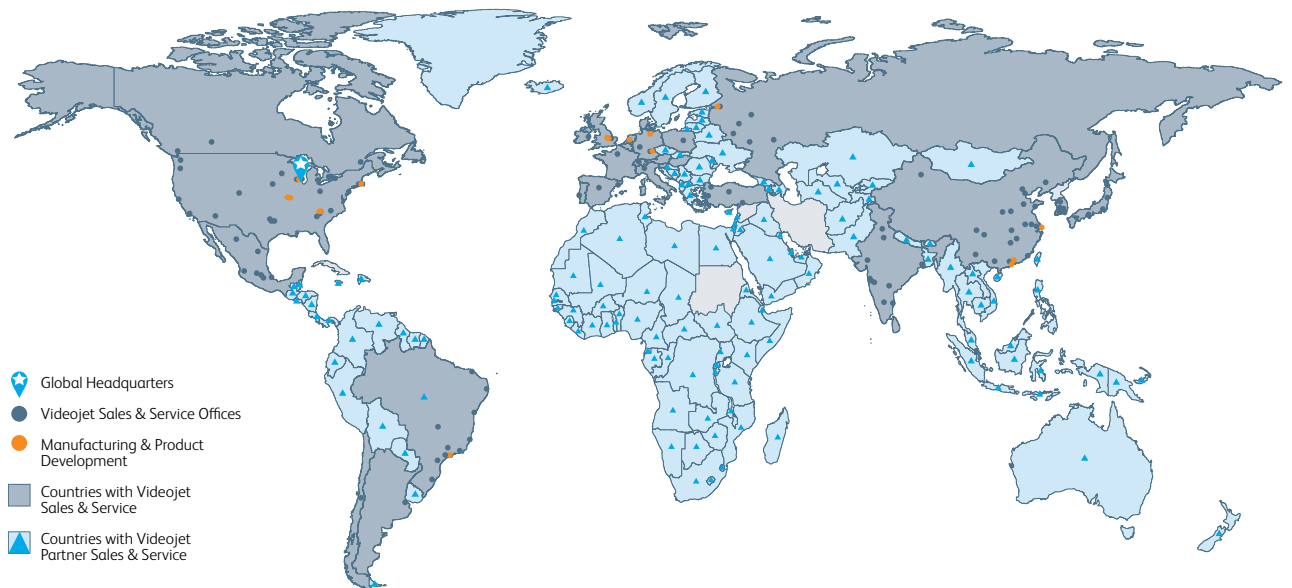 Global Headquarters
Videojet Sales & Service Offices
Manufacturing & Product
Development
Countries with Videojet
Sales & Service
Countries with Videojet
Partner Sales & Service